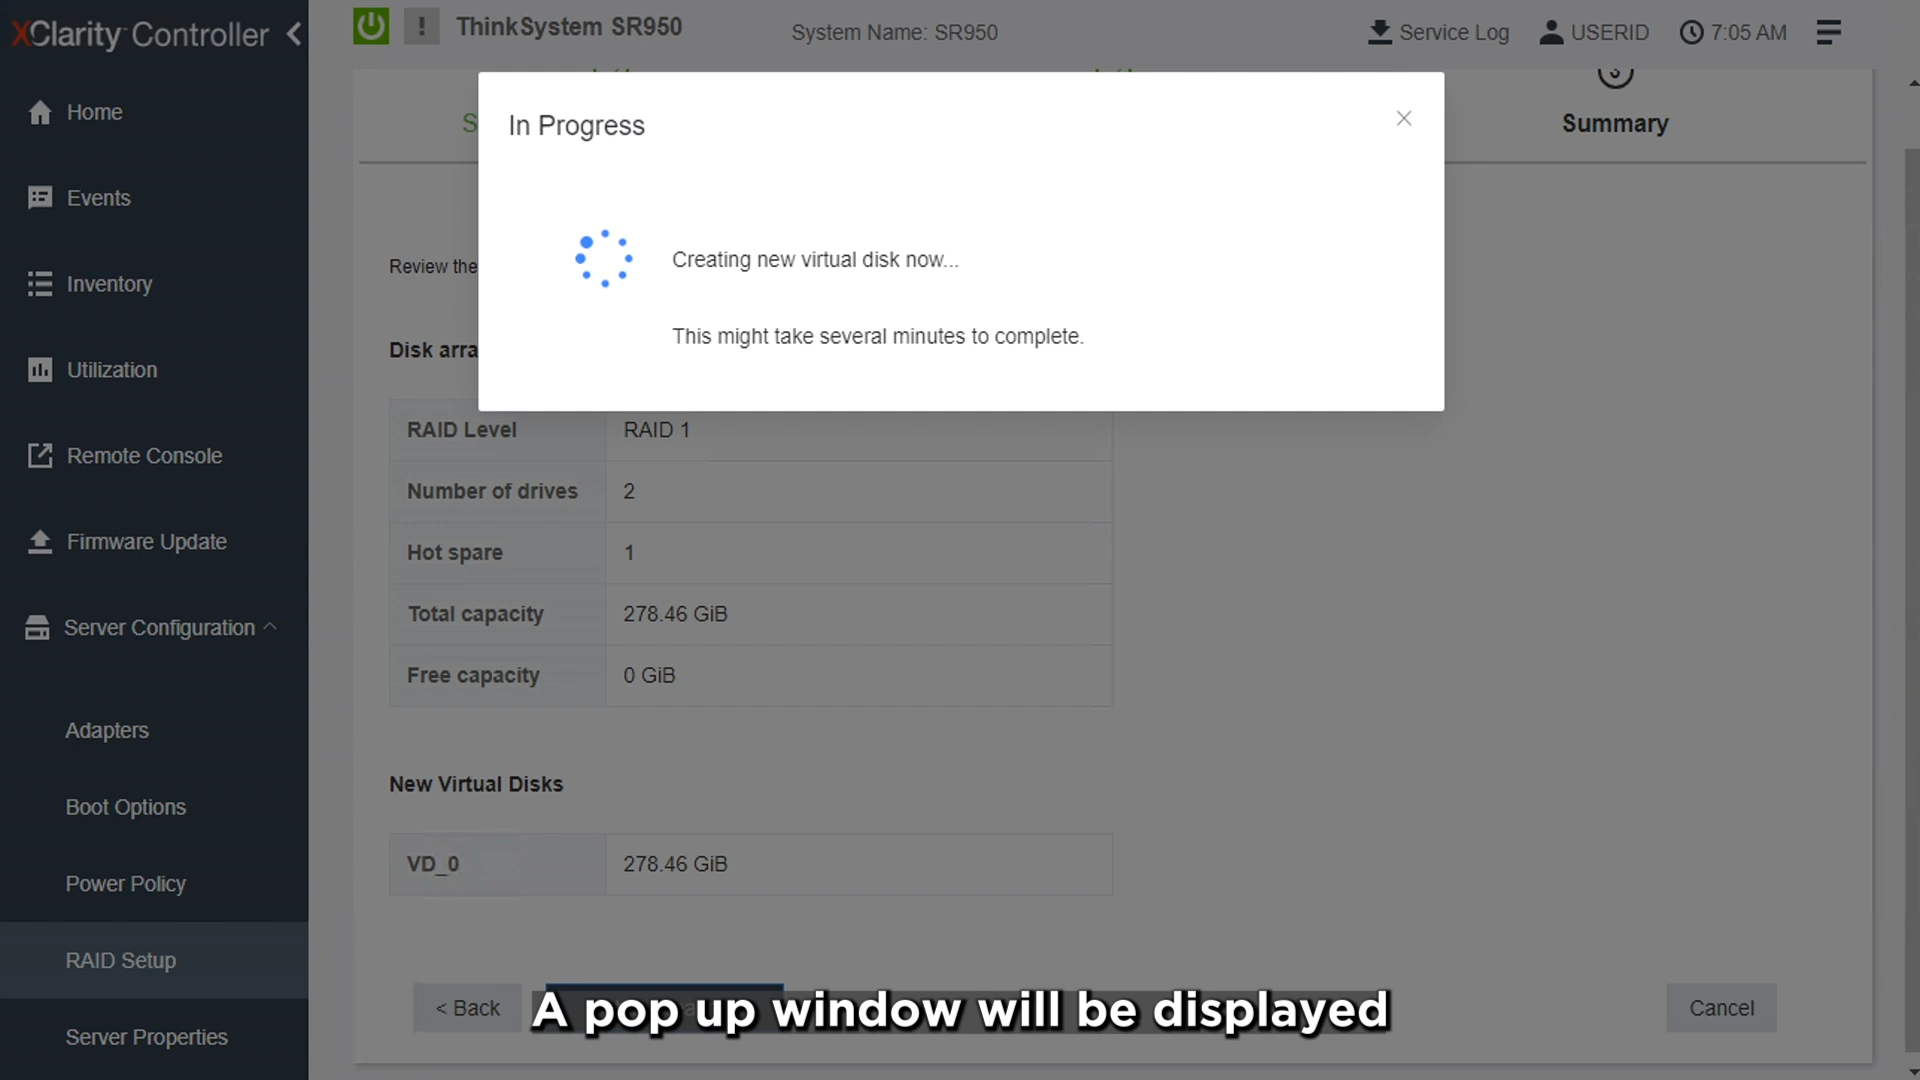 XClarity Controller
ThinkSystem SR950
System Name: SR950
Service Log
USERID
7:05 AM
Home
Events
Inventory
Utilization
Remote Console
Firmware Update
Server Configuration
Adapters
Boot Options
Power Policy
RAID Setup
Server Properties
In Progress
Creating new virtual disk now...
This might take several minutes to complete.
S
3
Summary
Review the
Disk arra
RAID Level RAID 1
Number of drives 2
Hot spare 1
Total capacity 278.46 GiB
Free capacity 0 GiB
New Virtual Disks
VD_0 278.46 GiB
< Back
Cancel
A pop up window will be displayed